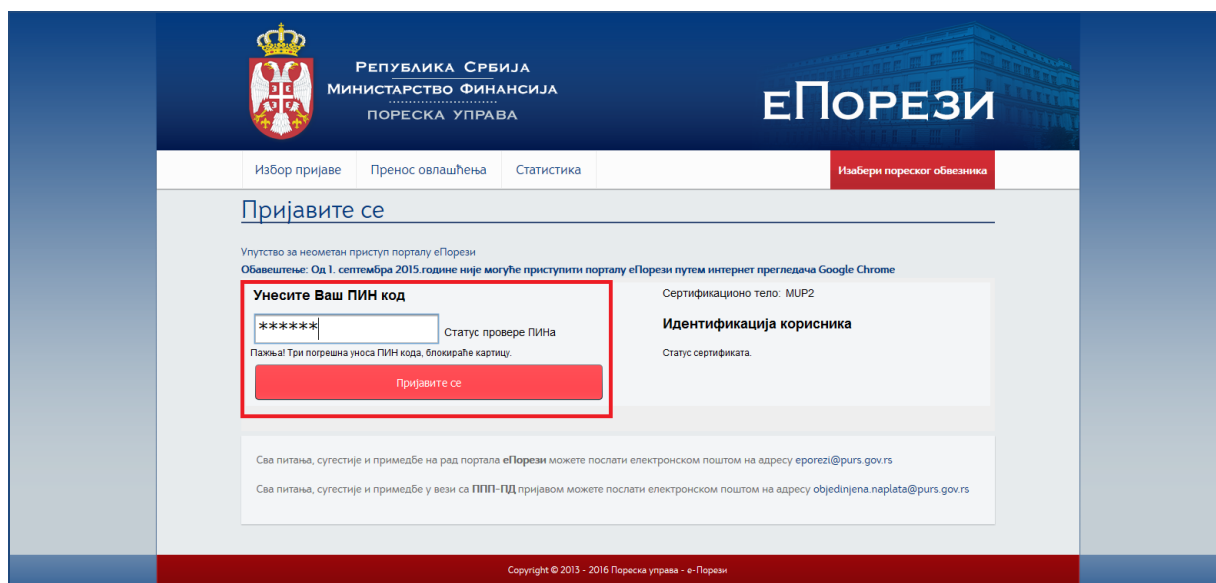 Република Србија
Министарство Финансија
ПОРЕСКА УПРАВА
еПорези
Избор пријаве Пренос овлашћења Статистика Изабери пореског обвезника
Пријавите се
Упутство за неометан приступ порталу еПорези
Обавештење: Од 1. септембра 2015.године није могуће приступити порталу еПорези путем интернет прегледача Google Chrome
Унесите Ваш ПИН код
******
Статус провере ПИНа
Пажња! Три погрешна уноса ПИН кода, блокираће картицу.
Пријавите се
Сертификационо тело: MUP2
Идентификација корисника
Статус сертификата.
Сва питања, сугестије и примедбе на рад портала еПорези можете послати електронском поштом на адресу eporezi@purs.gov.rs
Сва питања, сугестије и примедбе у вези са ППП-ПД пријавом можете послати електронском поштом на адресу objedinjena.naplata@purs.gov.rs
Copyright © 2013 - 2016 Пореска управа - е-Порези